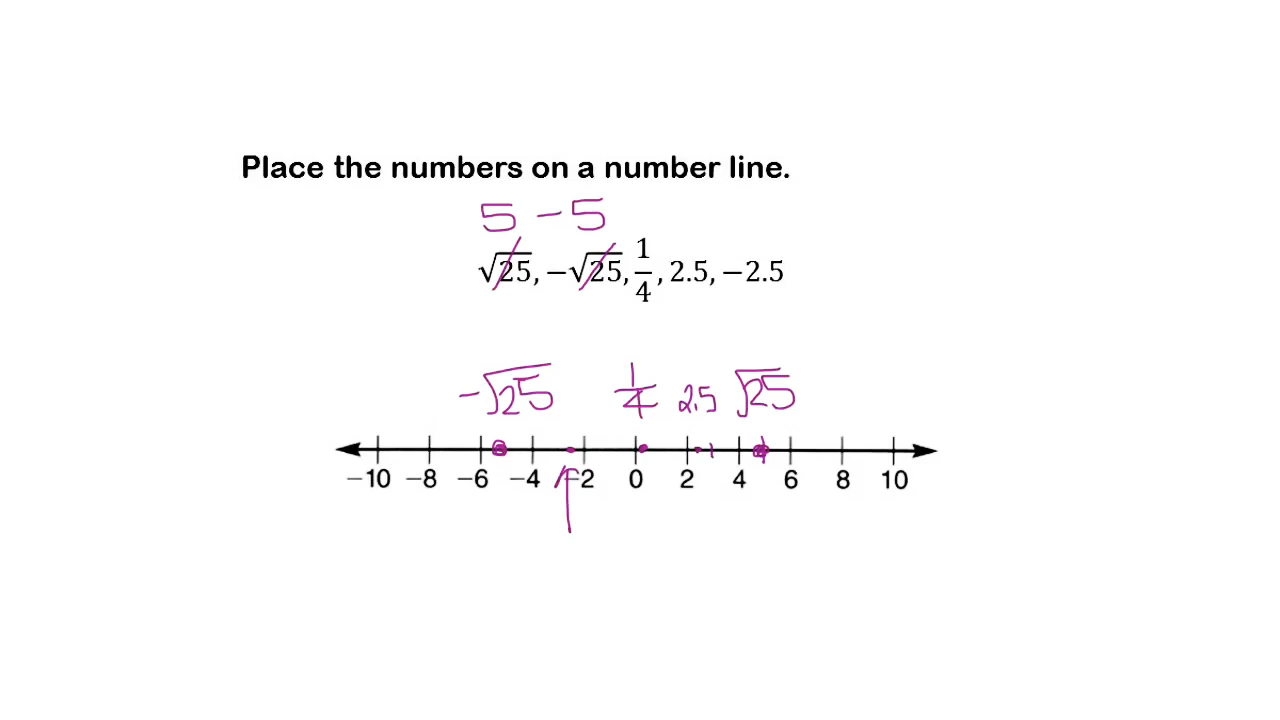 Place the numbers on a number line.
5 −5
√25, −√25, 1/4, 2.5, −2.5
−√25 1/4 2.5 √25
−10 −8 −6 −4 −2 0 2 4 6 8 10